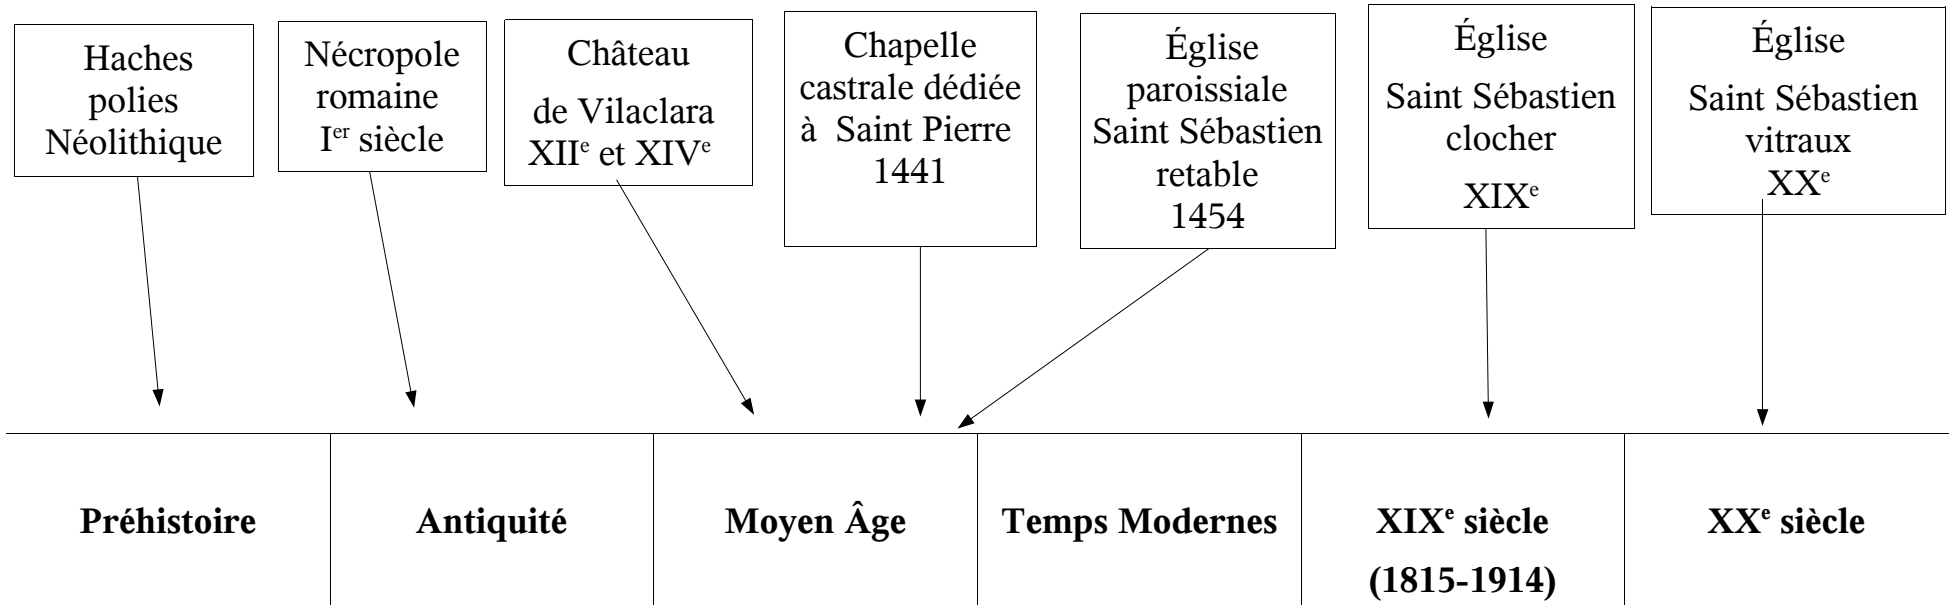 Haches
polies
Néolithique
Nécropole
romaine
Ier siècle
Château
de Vilaclara
XIIe et XIVe
Chapelle
castrale dédiée
à Saint Pierre
1441
Église
paroissiale
Saint Sébastien
retable
1454
Église
Saint Sébastien
clocher
XIXe
Église
Saint Sébastien
vitraux
XXe
Préhistoire
Antiquité
Moyen Âge
Temps Modernes
XIXe siècle
(1815-1914)
XXe siècle